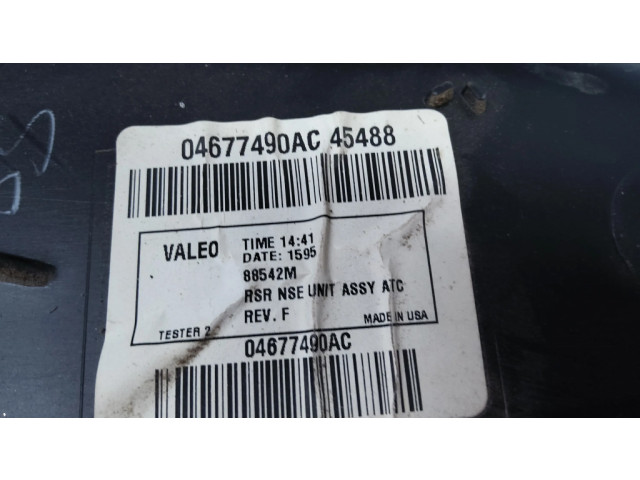 04677490AC 45488
VALEO
TIME 14:41
DATE: 1595
88542M
RSR NSE UNIT ASSY ATC
REV. F
TESTER 2
MADE IN USA
04677490AC